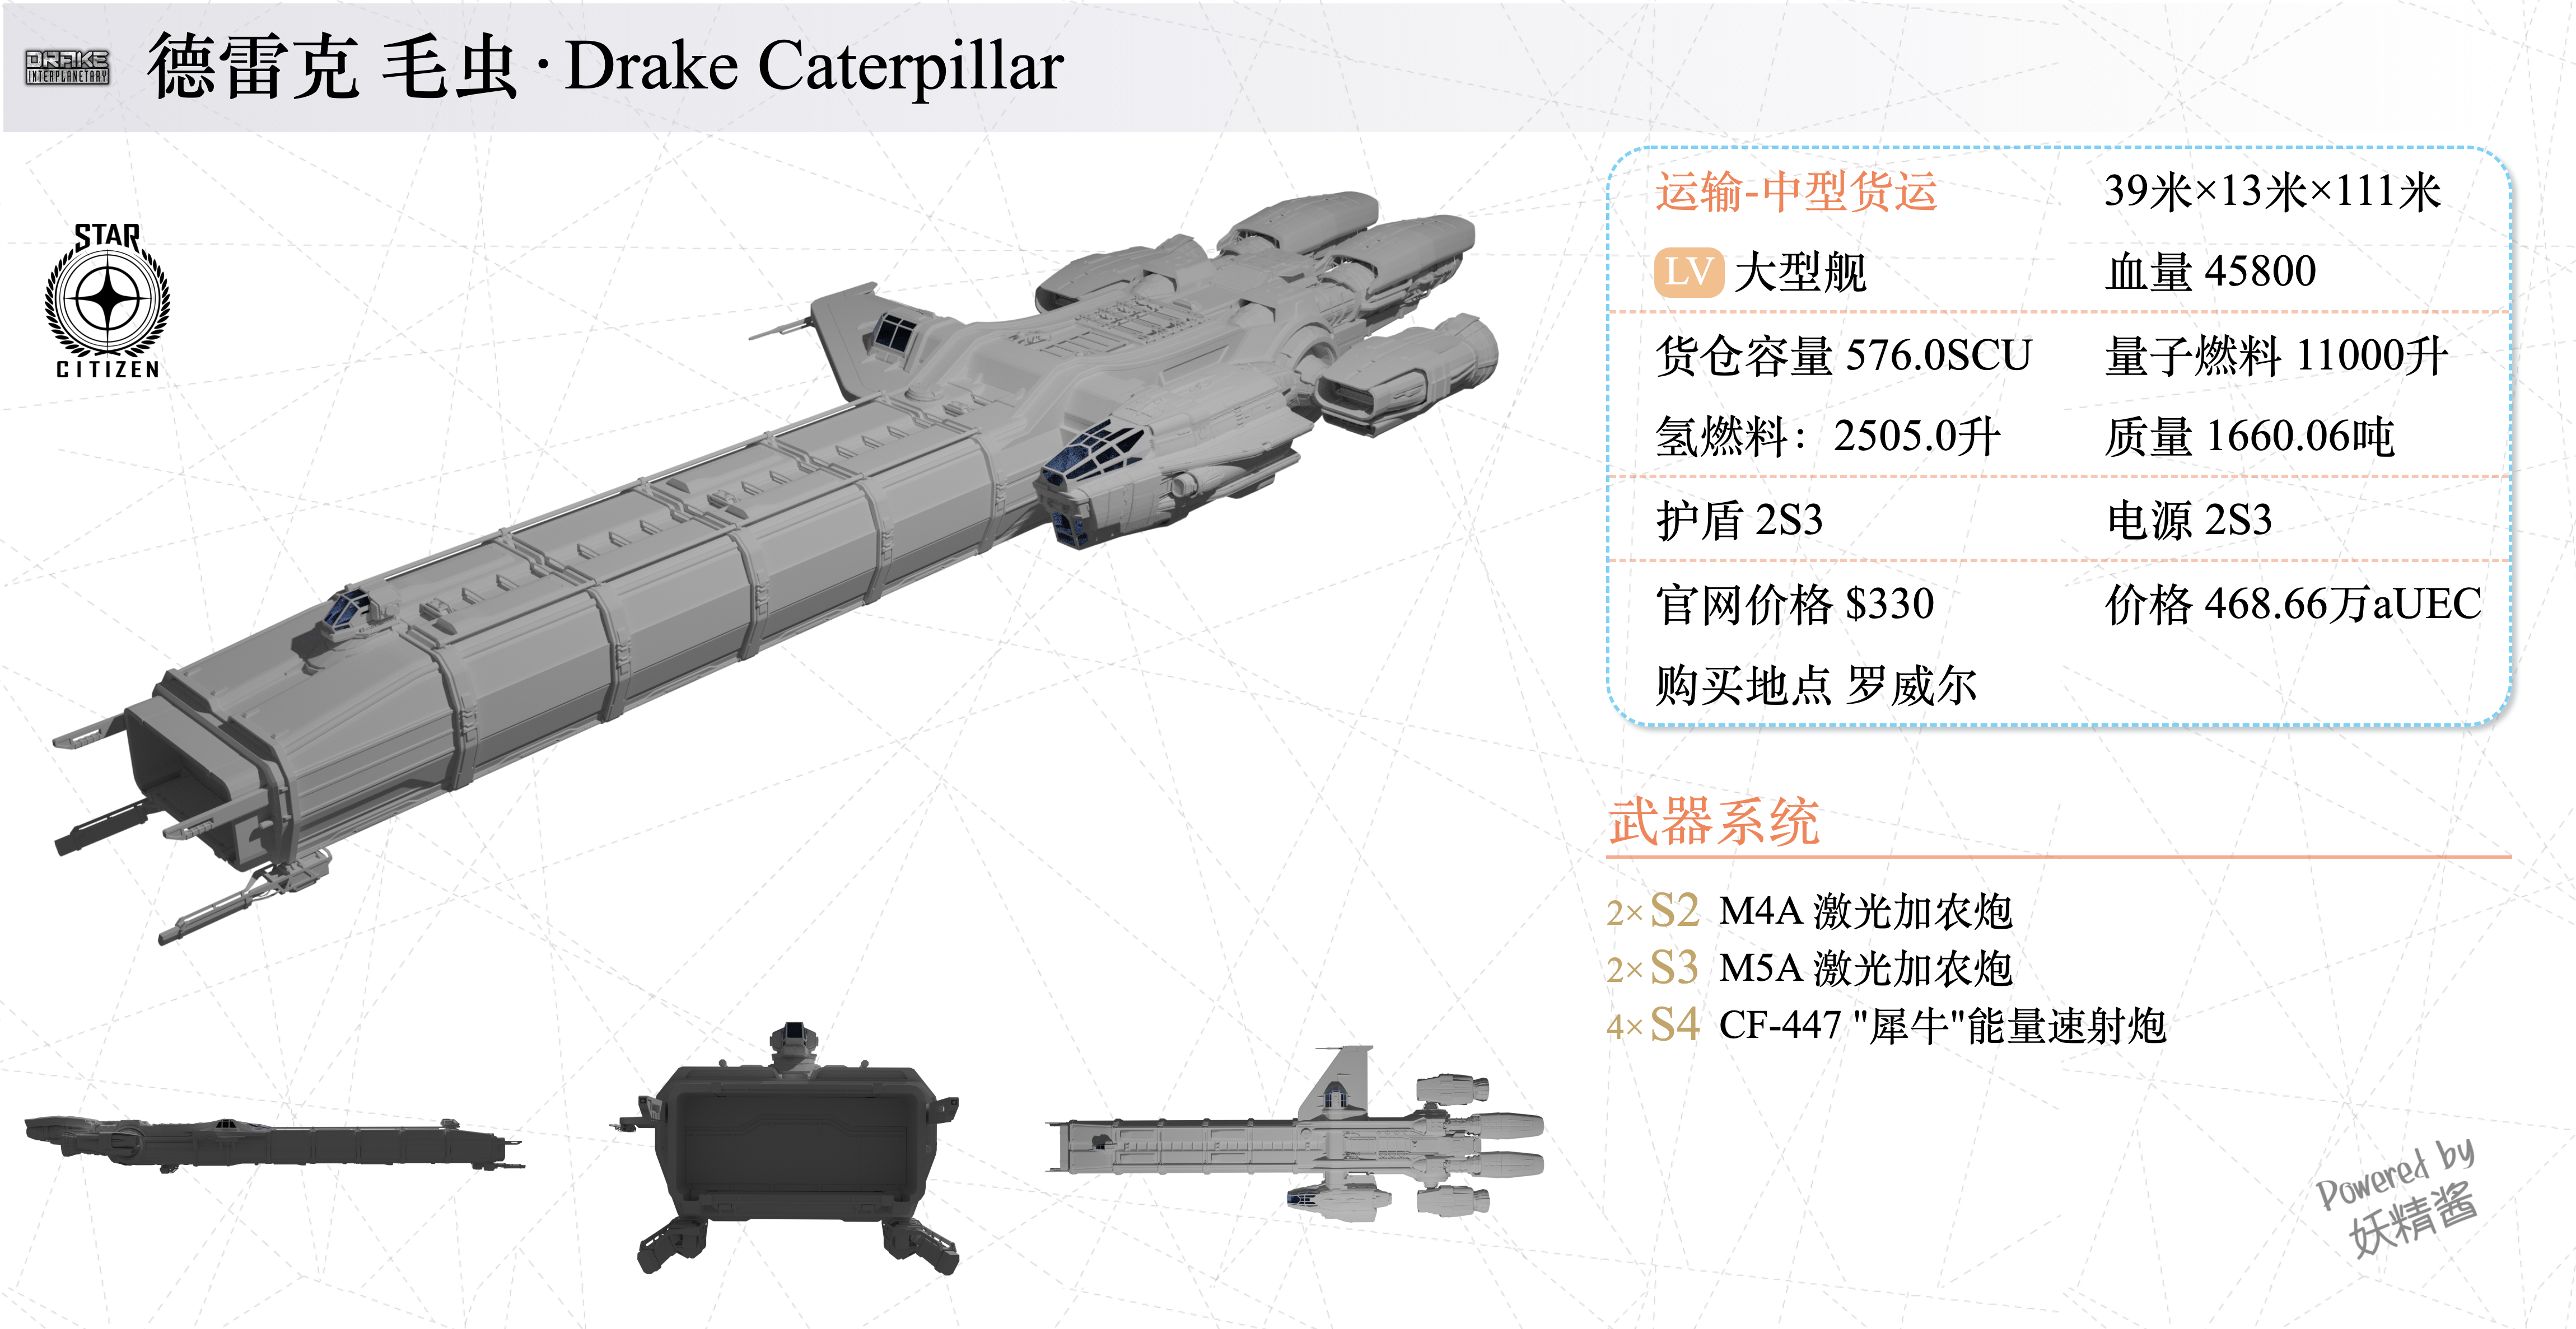 DRAKE
INTERPLANETARY
德雷克 毛虫·Drake Caterpillar
STAR
CITIZEN
运输-中型货运 39米×13米×111米
LV 大型舰 血量 45800
货仓容量 576.0SCU 量子燃料 11000升
氢燃料：2505.0升 质量 1660.06吨
护盾 2S3 电源 2S3
官网价格 $330 价格 468.66万aUEC
购买地点 罗威尔
武器系统
2× S2 M4A 激光加农炮
2× S3 M5A 激光加农炮
4× S4 CF-447 "犀牛"能量速射炮
Powered by
妖精酱